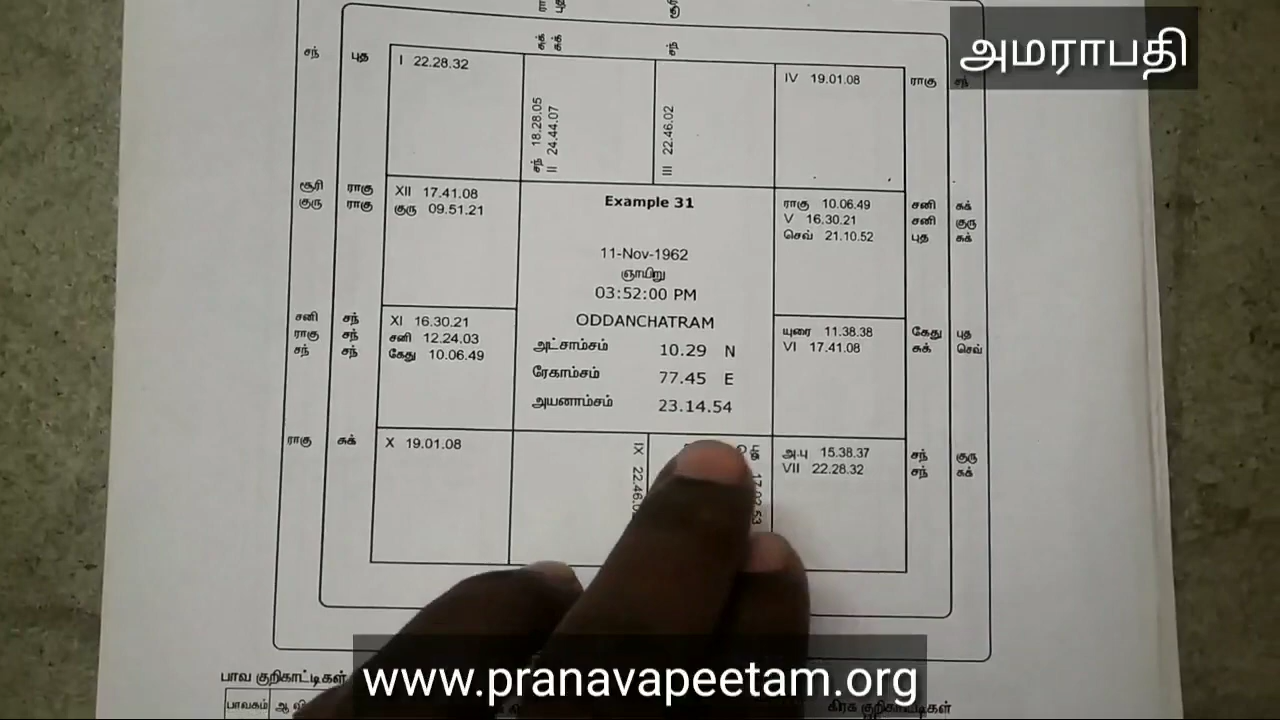 அமராபதி
சுக்
சுக்
சந்
சந்
புத
I 22.28.32
சந் 18.28.05
II 24.44.07
III 22.46.02
IV 19.01.08
ராகு
சந்
சூரி ராகு
குரு ராகு
XII 17.41.08
குரு 09.51.21
Example 31
11-Nov-1962
ஞாயிறு
03:52:00 PM
ODDANCHATRAM
அட்சாம்சம் 10.29 N
ரேகாம்சம் 77.45 E
அயனாம்சம் 23.14.54
ராகு 10.06.49
V 16.30.21
செவ் 21.10.52
சனி சுக்
சனி குரு
புத சுக்
சனி சந்
ராகு சந்
சந் சந்
XI 16.30.21
சனி 12.24.03
கேது 10.06.49
யுரை 11.38.38
VI 17.41.08
கேது புத
சுக் செவ்
ராகு சுக்
X 19.01.08
IX
அ.பு 15.38.37
VII 22.28.32
சந் குரு
சந் சுக்
பாவ குறிகாட்டிகள்
பாவகம்
கிரக குறிகாட்டிகள்
www.pranavapeetam.org